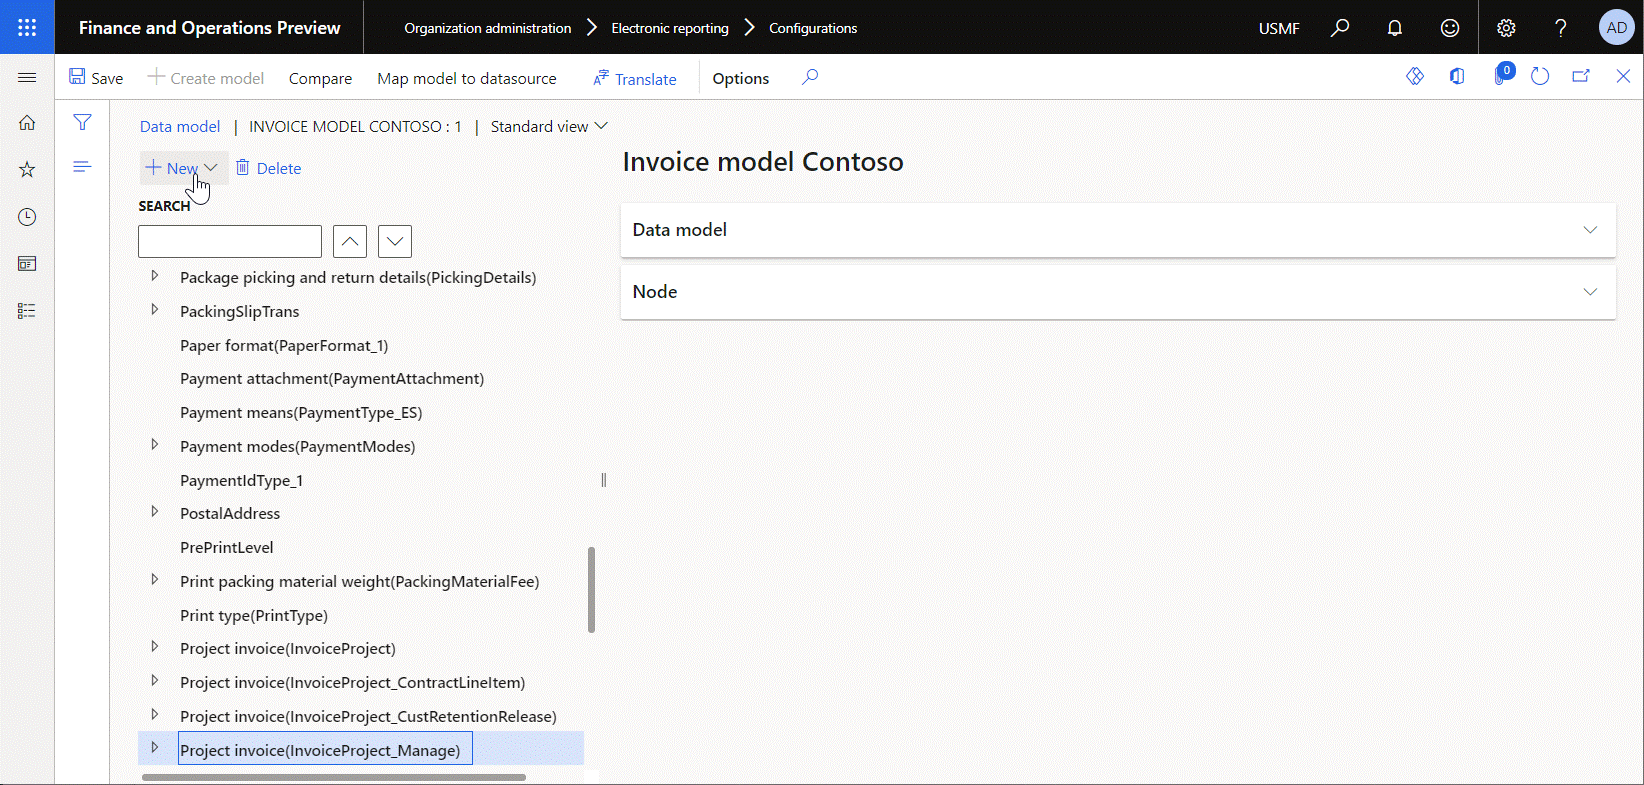 Finance and Operations Preview
Organization administration > Electronic reporting > Configurations
USMF
AD
Save
Create model
Compare
Map model to datasource
Translate
Options
0
Data model | INVOICE MODEL CONTOSO : 1 | Standard view
New
Delete
SEARCH
Package picking and return details(PickingDetails)
PackingSlipTrans
Paper format(PaperFormat_1)
Payment attachment(PaymentAttachment)
Payment means(PaymentType_ES)
Payment modes(PaymentModes)
PaymentIdType_1
PostalAddress
PrePrintLevel
Print packing material weight(PackingMaterialFee)
Print type(PrintType)
Project invoice(InvoiceProject)
Project invoice(InvoiceProject_ContractLineItem)
Project invoice(InvoiceProject_CustRetentionRelease)
Project invoice(InvoiceProject_Manage)
Invoice model Contoso
Data model
Node